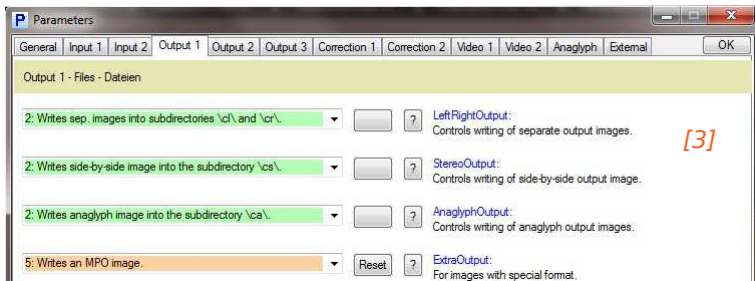 P Parameters
General Input 1 Input 2 Output 1 Output 2 Output 3 Correction 1 Correction 2 Video 1 Video 2 Anaglyph External OK
Output 1 - Files - Dateien
2: Writes sep. images into subdirectories \cl\ and \cr\. ? LeftRightOutput:
Controls writing of separate output images.
[3]
2: Writes side-by-side image into the subdirectory \cs\. ? StereoOutput:
Controls writing of side-by-side output image.
2: Writes anaglyph image into the subdirectory \ca\. ? AnaglyphOutput:
Controls writing of anaglyph output images.
5: Writes an MPO image. Reset ? ExtraOutput:
For images with special format.